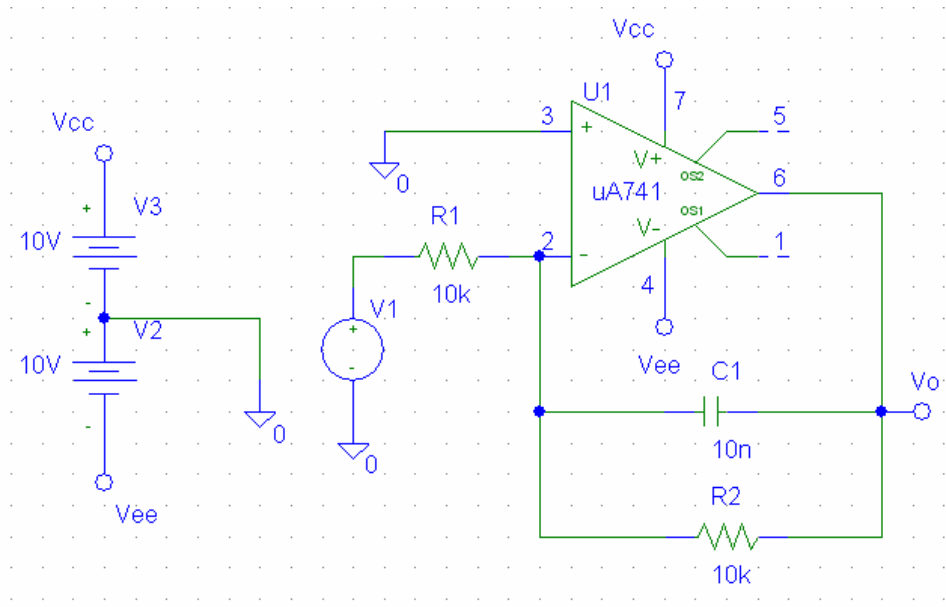 Vcc
+
V3
10V
-
+
V2
10V
-
0
Vee
Vcc
7
U1
3
+
5
0
V+
OS2
uA741
6
OS1
R1
V-
2
-
1
10k
4
V1
+
-
Vee
C1
Vo
0
10n
R2
10k